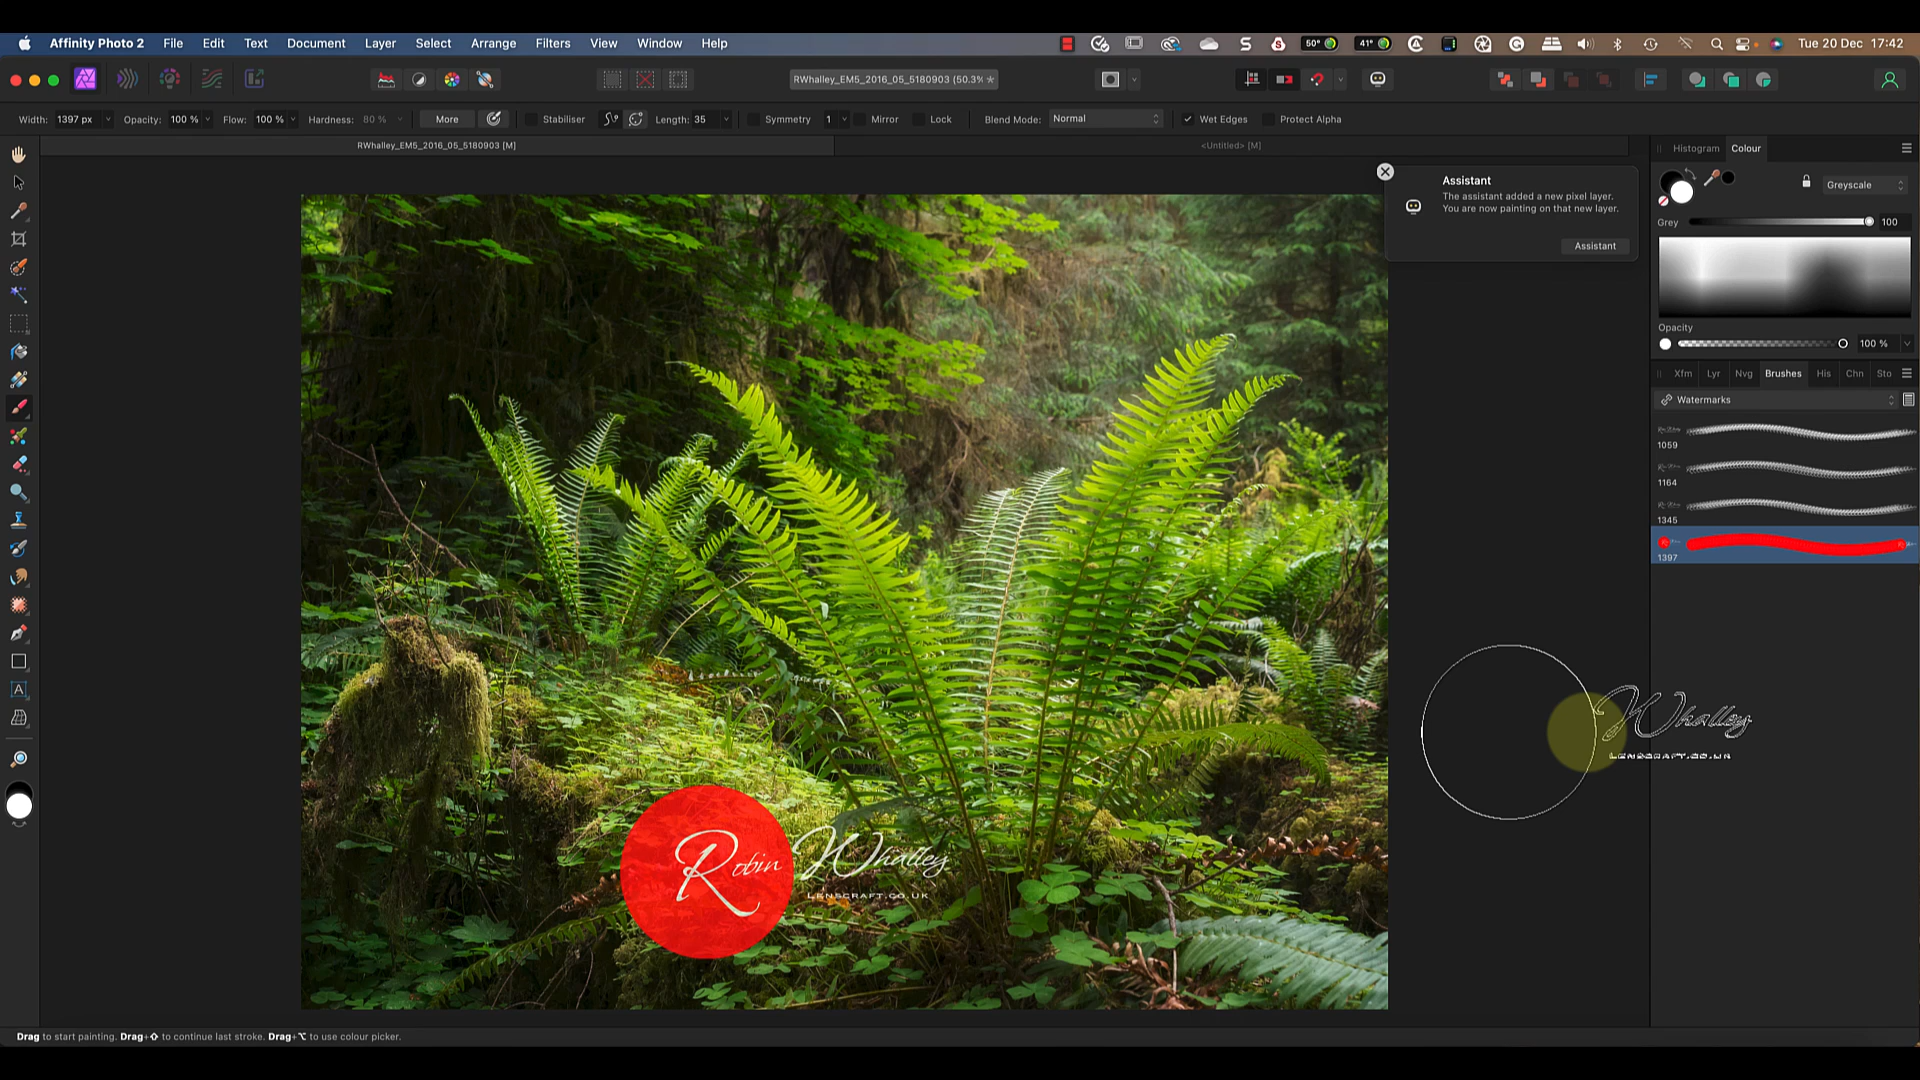 Affinity Photo 2 File Edit Text Document Layer Select Arrange Filters View Window Help
50° 41° Tue 20 Dec 17:42
RWhalley_EM5_2016_05_5180903 (50.3% *
Width: 1397 px Opacity: 100 % Flow: 100 % Hardness: 80 % More Stabiliser Length: 35 Symmetry 1 Mirror Lock Blend Mode: Normal Wet Edges Protect Alpha
RWhalley_EM5_2016_05_5180903 [M] <Untitled> [M]
Histogram Colour
Assistant
The assistant added a new pixel layer.
You are now painting on that new layer.
Assistant
Greyscale
Grey 100
Opacity
100 %
Xfm Lyr Nvg Brushes His Chn Sto
Watermarks
1059
1164
1345
1397
Whalley
LENSCRAFT.CO.UK
Robin Whalley
LENSCRAFT.CO.UK
Drag to start painting. Drag+⇧ to continue last stroke. Drag+⌥ to use colour picker.